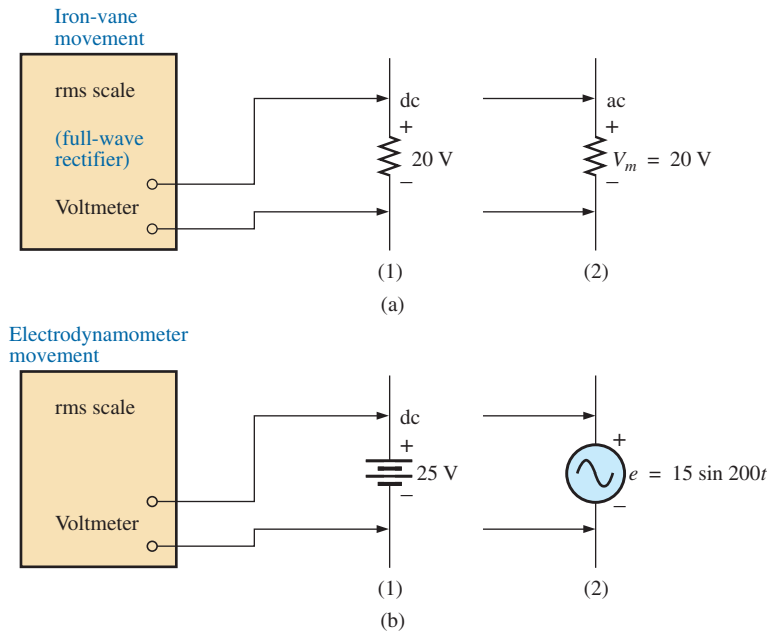 Iron-vane
movement
rms scale
(full-wave
rectifier)
Voltmeter
dc
+
20 V
–
(1)
ac
+
Vm = 20 V
–
(2)
(a)
Electrodynamometer
movement
rms scale
Voltmeter
dc
+
25 V
–
(1)
+
e = 15 sin 200t
–
(2)
(b)